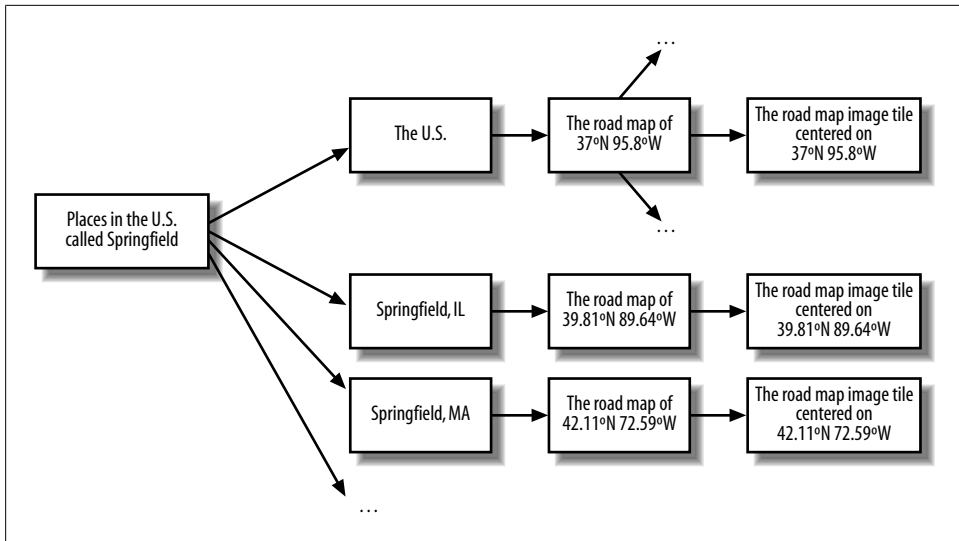 …
The U.S.
The road map of
37ºN 95.8ºW
The road map image tile
centered on
37ºN 95.8ºW
Places in the U.S.
called Springfield
…
Springfield, IL
The road map of
39.81ºN 89.64ºW
The road map image tile
centered on
39.81ºN 89.64ºW
Springfield, MA
The road map of
42.11ºN 72.59ºW
The road map image tile
centered on
42.11ºN 72.59ºW
…